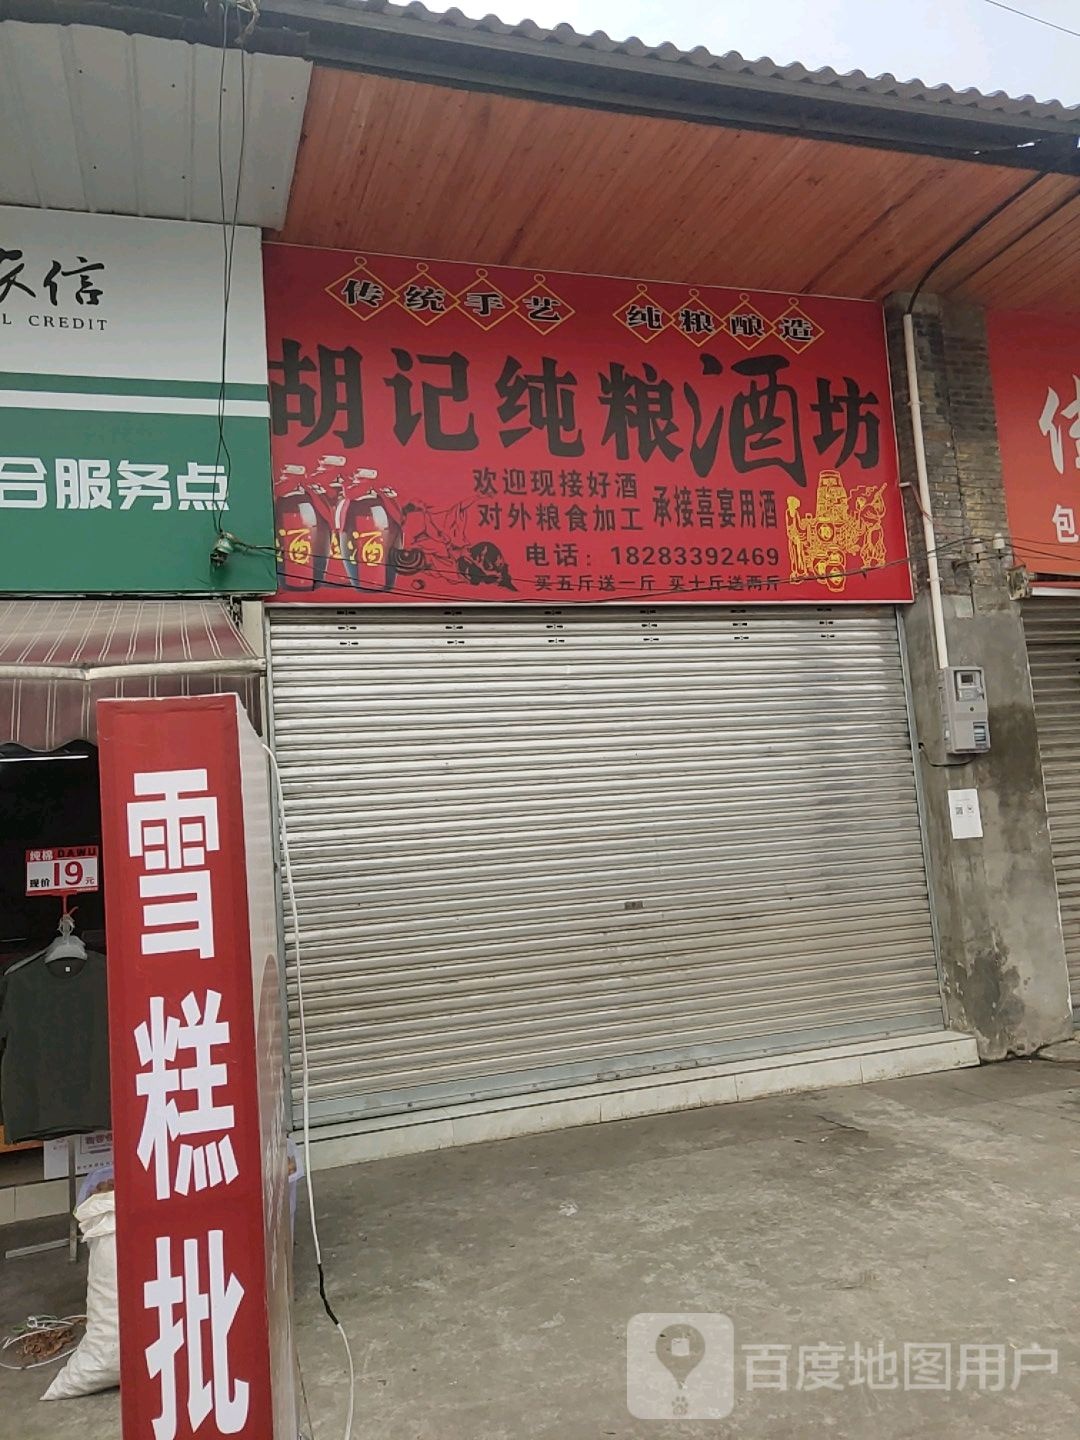 信
L CREDIT
合服务点
传统手艺 纯粮酿造
胡记纯粮酒坊
欢迎现接好酒
对外粮食加工
承接喜宴用酒
电话：18283392469
买五斤送一斤 买十斤送两斤
酒
酒
包
纯棉 DAWU
现价19元
雪糕批
百度地图用户